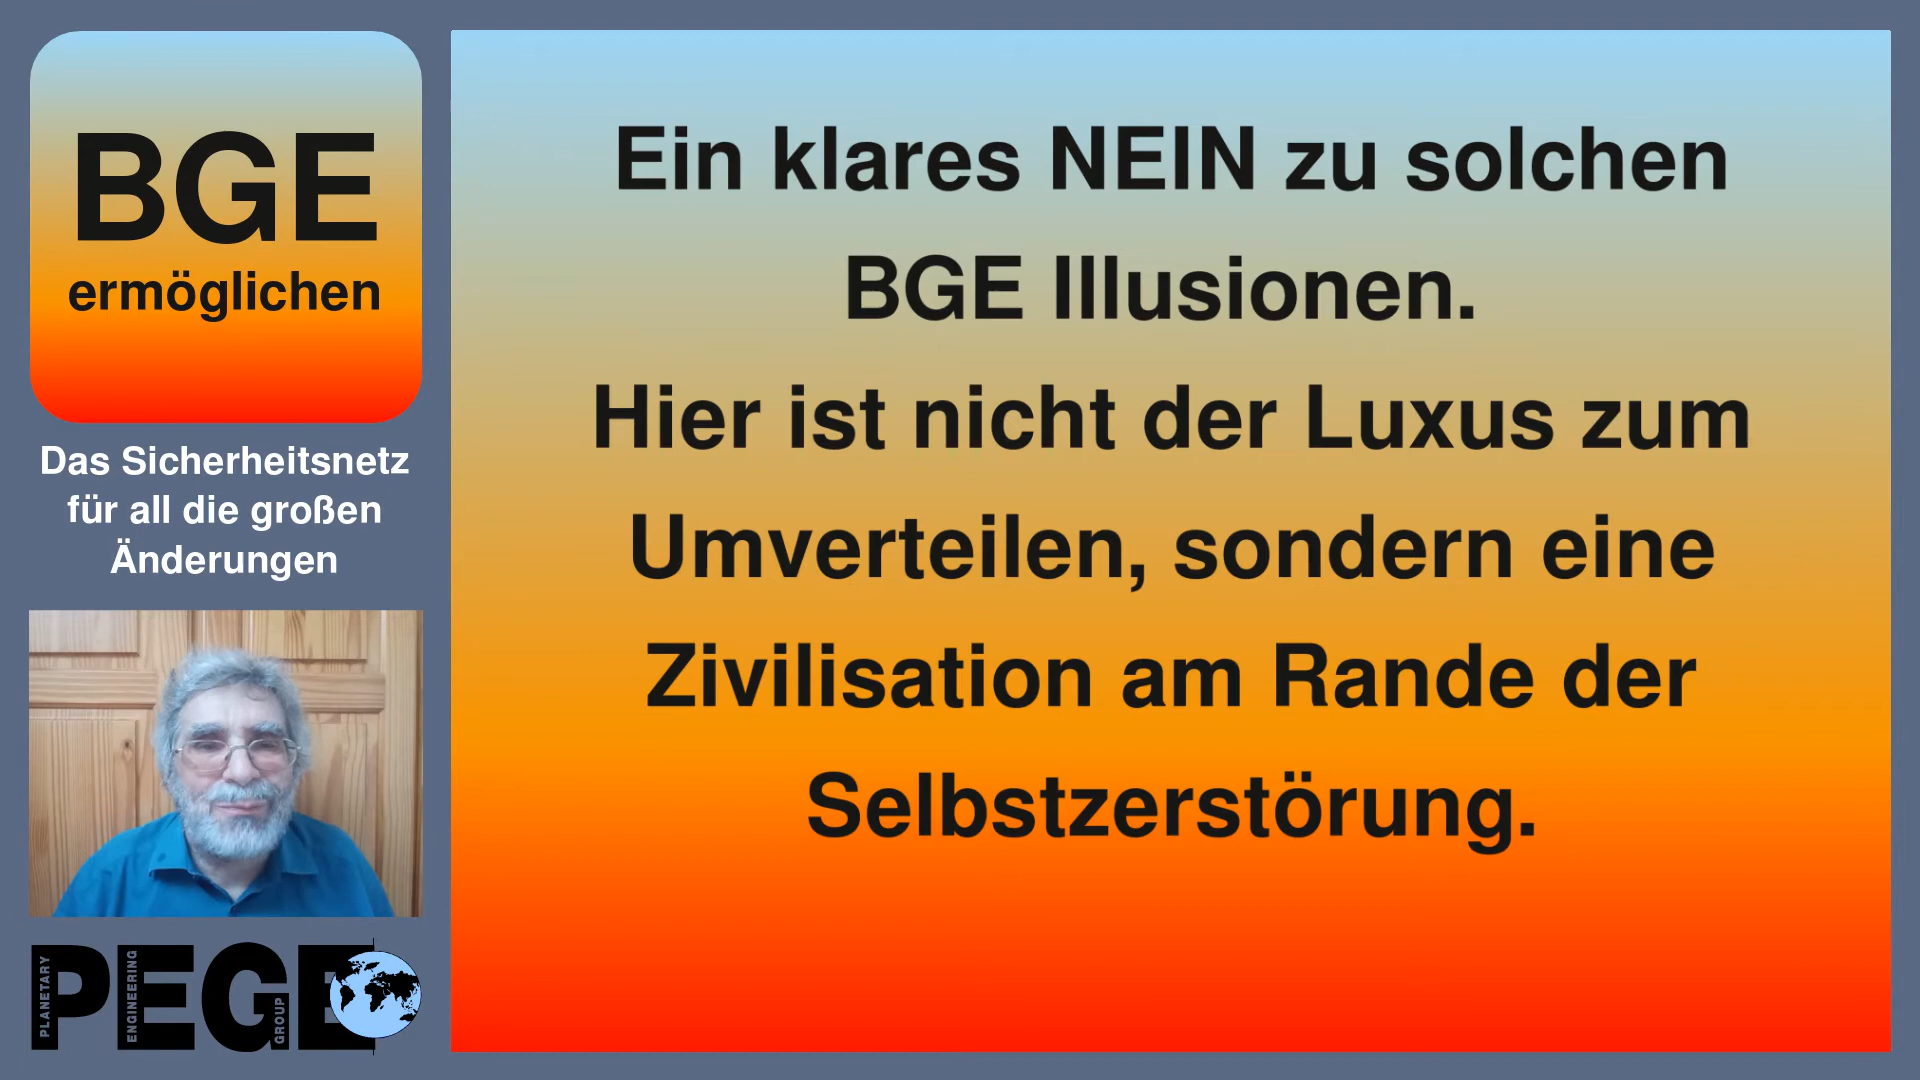 BGE
ermöglichen
Das Sicherheitsnetz
für all die großen
Änderungen
PEGE
PLANETARY
ENGINEERING
GROUP
Ein klares NEIN zu solchen
BGE Illusionen.
Hier ist nicht der Luxus zum
Umverteilen, sondern eine
Zivilisation am Rande der
Selbstzerstörung.